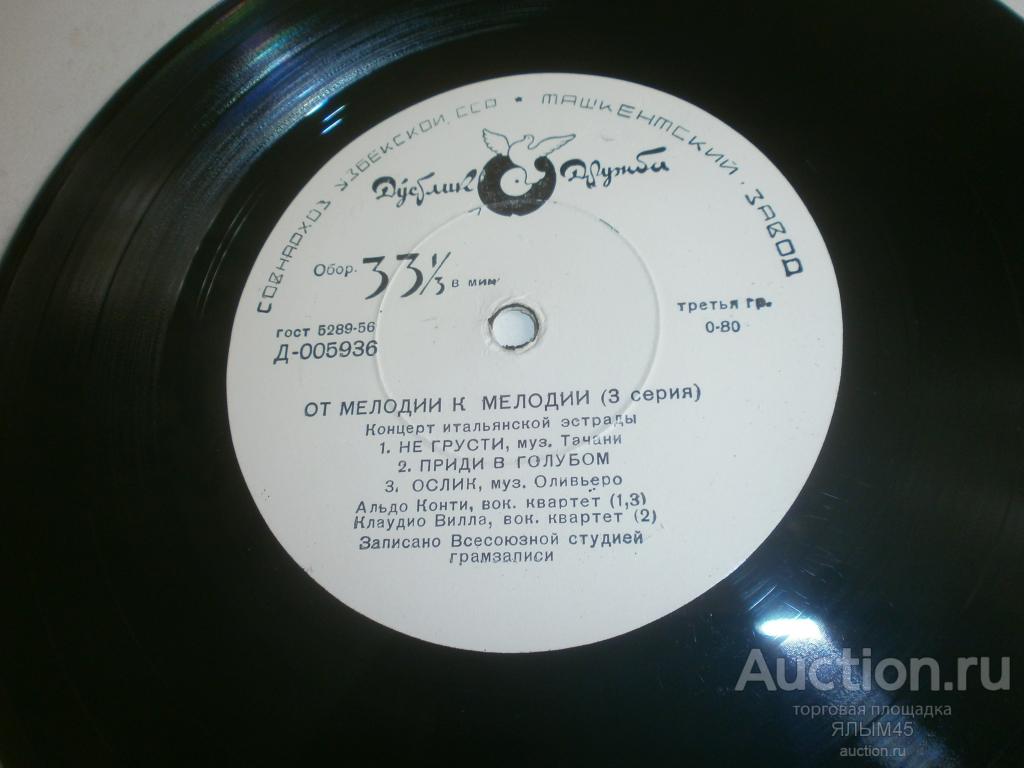 СОВНАРХОЗ УЗБЕКСКОЙ ССР * ТАШКЕНТСКИЙ · ЗАВОД
Дўстлик Дружба
Обор. 33⅓ в мин
третья гр.
0-80
гост 5289-56
Д-005936
ОТ МЕЛОДИИ К МЕЛОДИИ (3 серия)
Концерт итальянской эстрады
1. НЕ ГРУСТИ, муз. Тачани
2. ПРИДИ В ГОЛУБОМ
3. ОСЛИК, муз. Оливьеро
Альдо Конти, вок. квартет (1,3)
Клаудио Вилла, вок. квартет (2)
Записано Всесоюзной студией
грамзаписи
Auction.ru
торговая площадка
ЯЛЫМ45
auction.ru